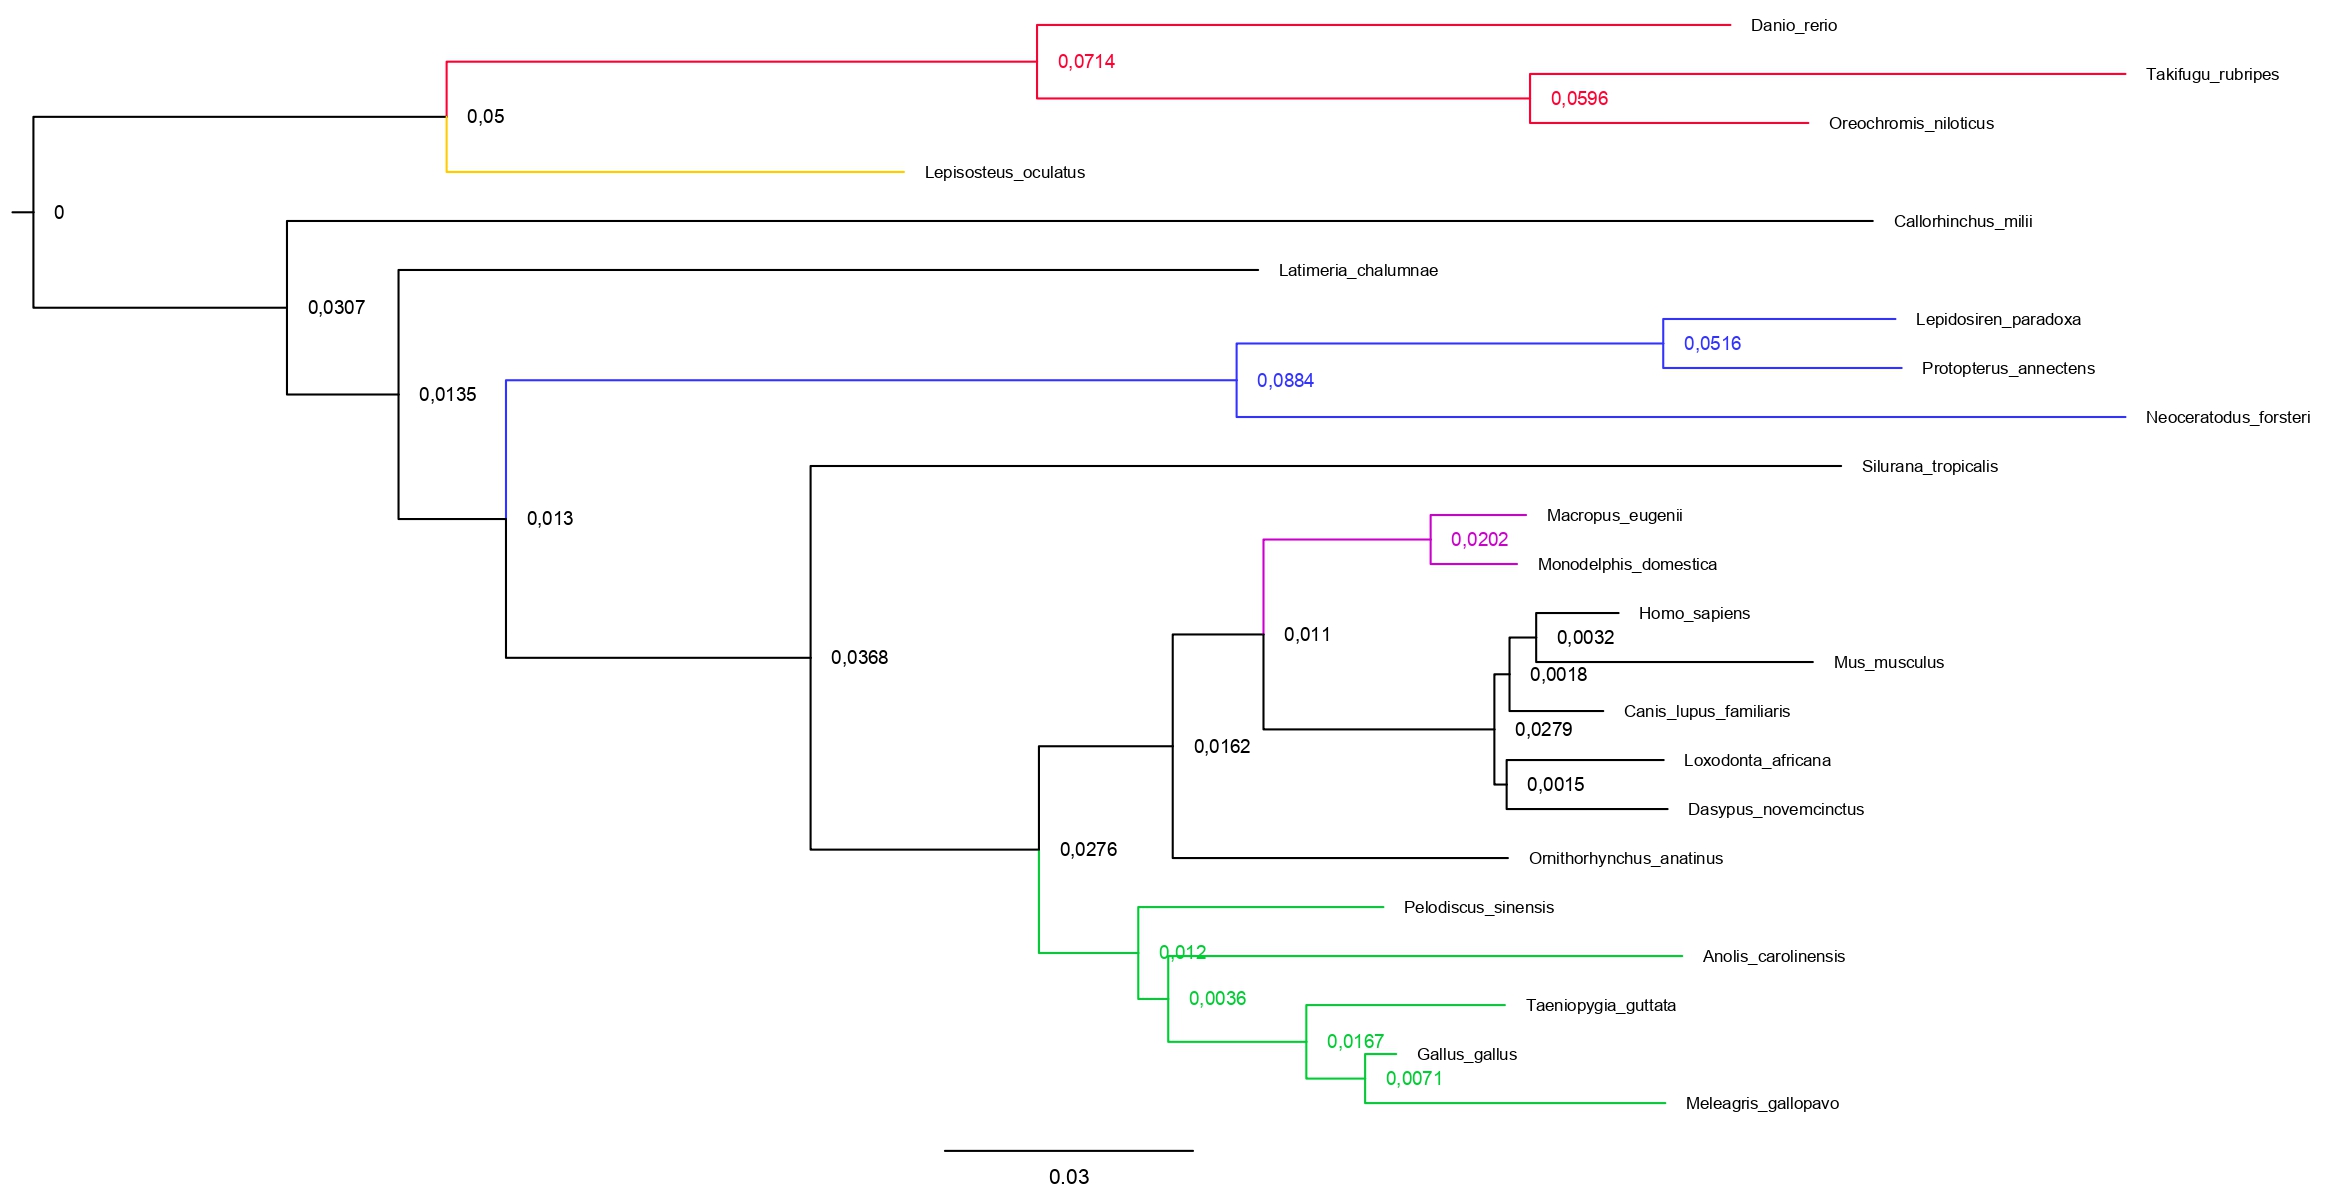 Danio_rerio
0,0714
Takifugu_rubripes
0,0596
0,05
Oreochromis_niloticus
Lepisosteus_oculatus
0
Callorhinchus_milii
Latimeria_chalumnae
0,0307
Lepidosiren_paradoxa
0,0516
Protopterus_annectens
0,0884
0,0135
Neoceratodus_forsteri
Silurana_tropicalis
0,013
Macropus_eugenii
0,0202
Monodelphis_domestica
Homo_sapiens
0,011
0,0032
0,0368
Mus_musculus
0,0018
Canis_lupus_familiaris
0,0279
0,0162
Loxodonta_africana
0,0015
Dasypus_novemcinctus
0,0276
Ornithorhynchus_anatinus
Pelodiscus_sinensis
0,012
Anolis_carolinensis
0,0036
Taeniopygia_guttata
0,0167
Gallus_gallus
0,0071
Meleagris_gallopavo
0.03